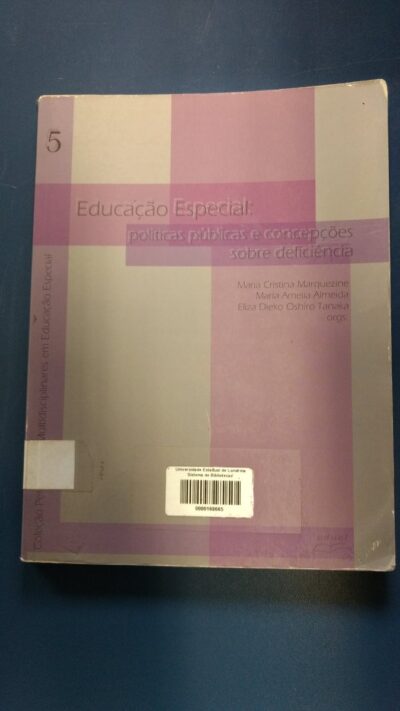 5
Educação Especial:
políticas públicas e concepções
sobre deficiência
Maria Cristina Marquezine
Maria Amelia Almeida
Eliza Dieko Oshiro Tanaka
orgs.
Coleção
Multidisciplinares em Educação Especial
Universidade Estadual de Londrina
Sistema de Bibliotecas
eduel